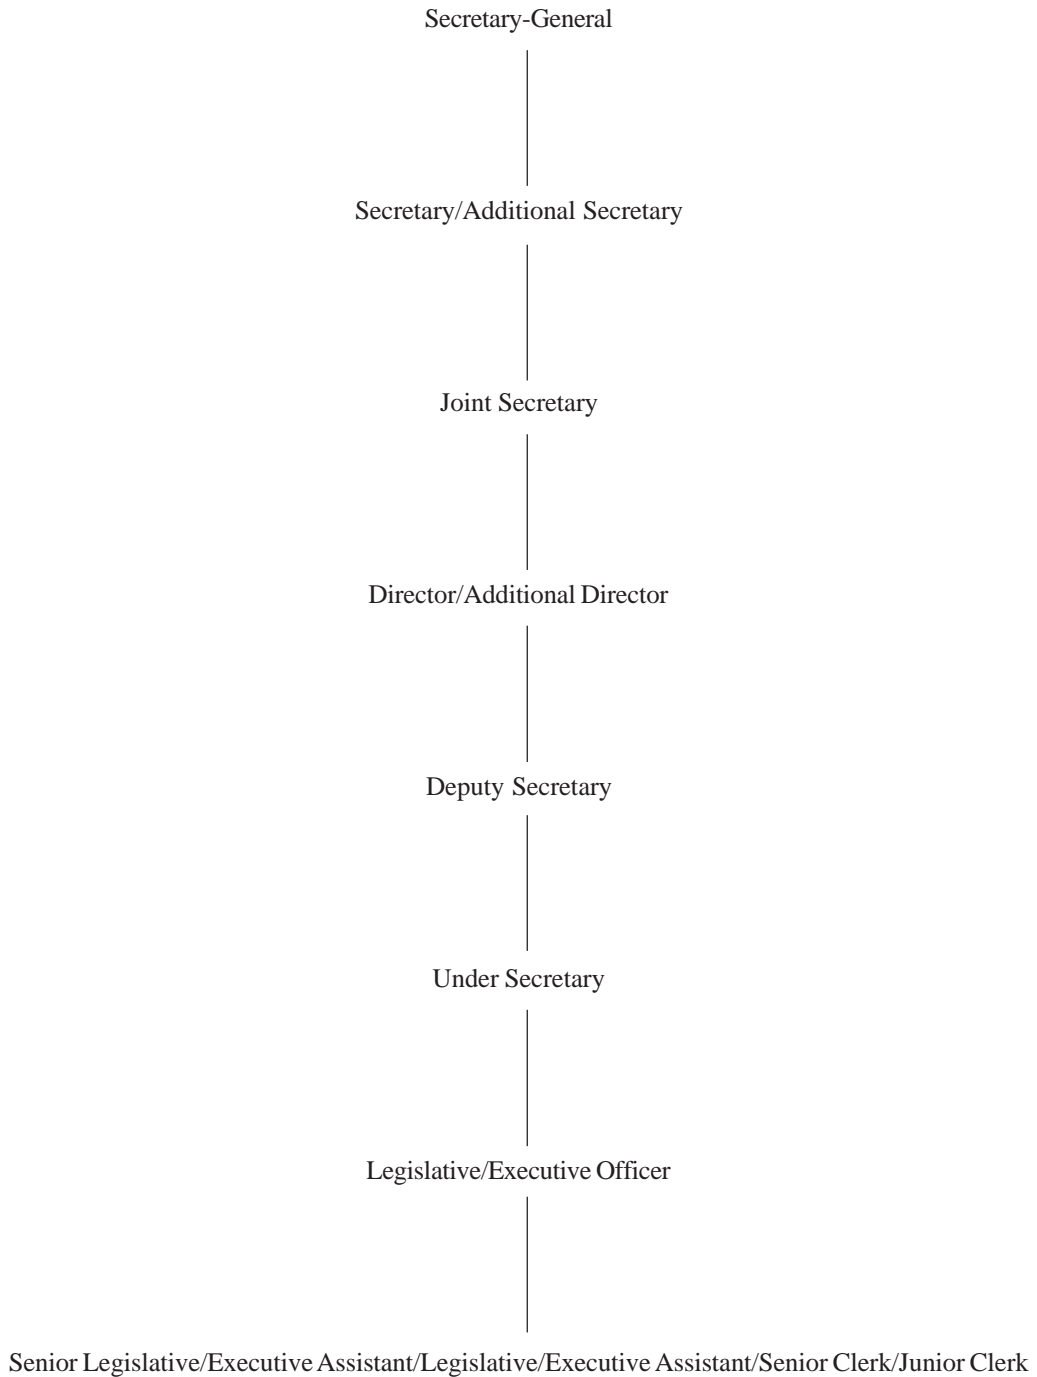 Secretary-General
Secretary/Additional Secretary
Joint Secretary
Director/Additional Director
Deputy Secretary
Under Secretary
Legislative/Executive Officer
Senior Legislative/Executive Assistant/Legislative/Executive Assistant/Senior Clerk/Junior Clerk